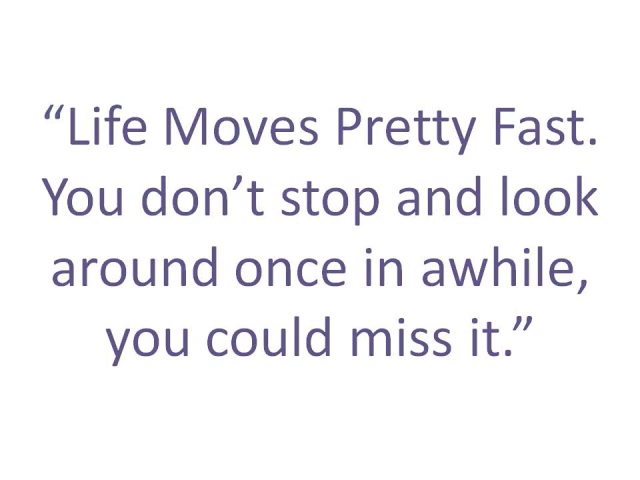 “Life Moves Pretty Fast.
You don’t stop and look
around once in awhile,
you could miss it.”